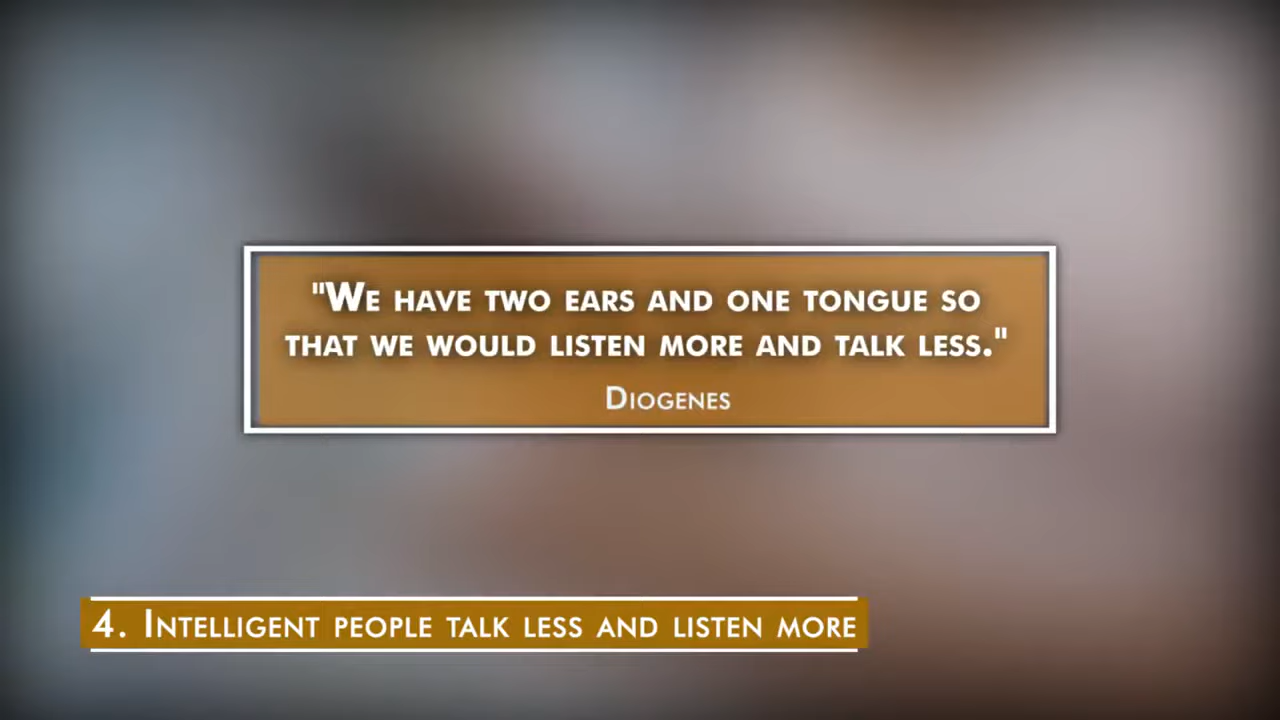 "We have two ears and one tongue so
that we would listen more and talk less."
Diogenes
4. Intelligent people talk less and listen more